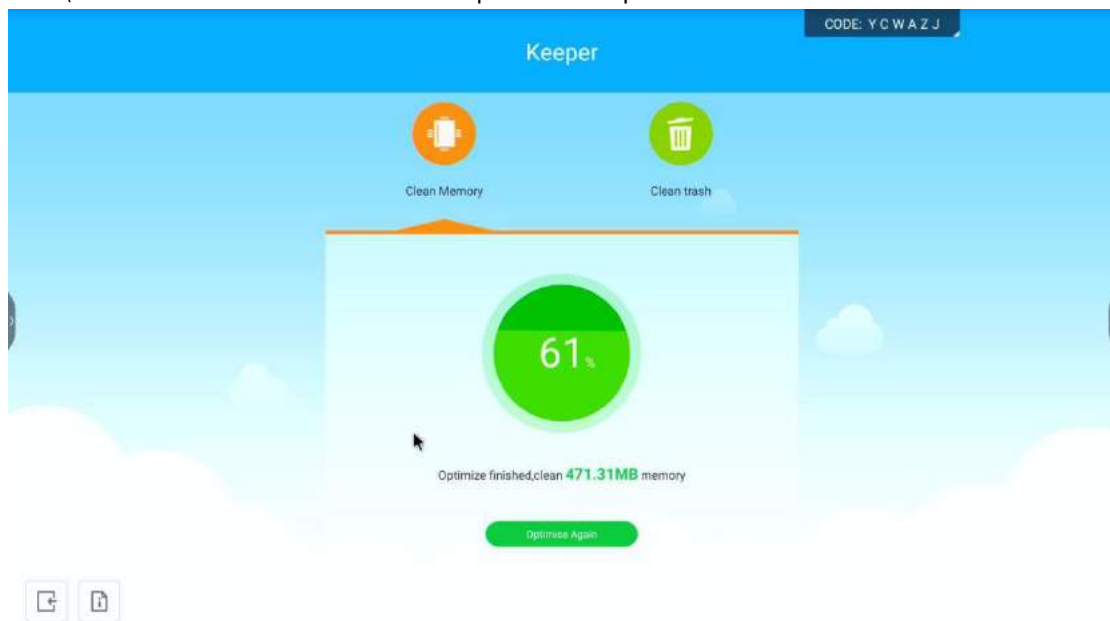 CODE: Y C W A Z J
Keeper
Clean Memory
Clean trash
61%
Optimize finished,clean 471.31MB memory
Optimise Again